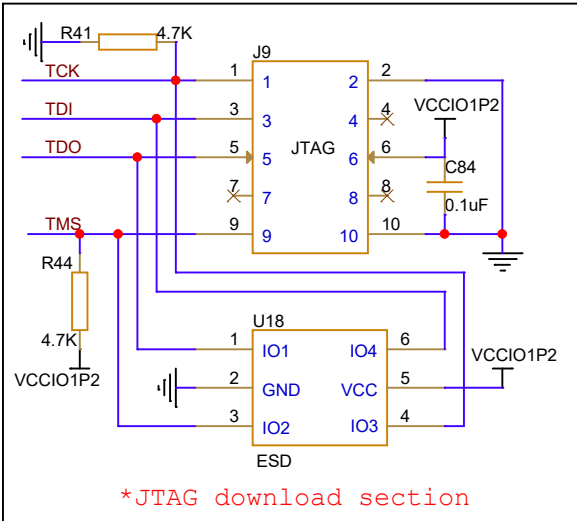 R41 4.7K
J9
TCK 1 1 2 2
VCCIO1P2
TDI 3 3 4 4
TDO 5 5 JTAG 6 6
C84
7 7 8 8
0.1uF
TMS 9 9 10 10
R44
4.7K
VCCIO1P2
U18
1 IO1 IO4 6
VCCIO1P2
2 GND VCC 5
3 IO2 IO3 4
ESD
*JTAG download section